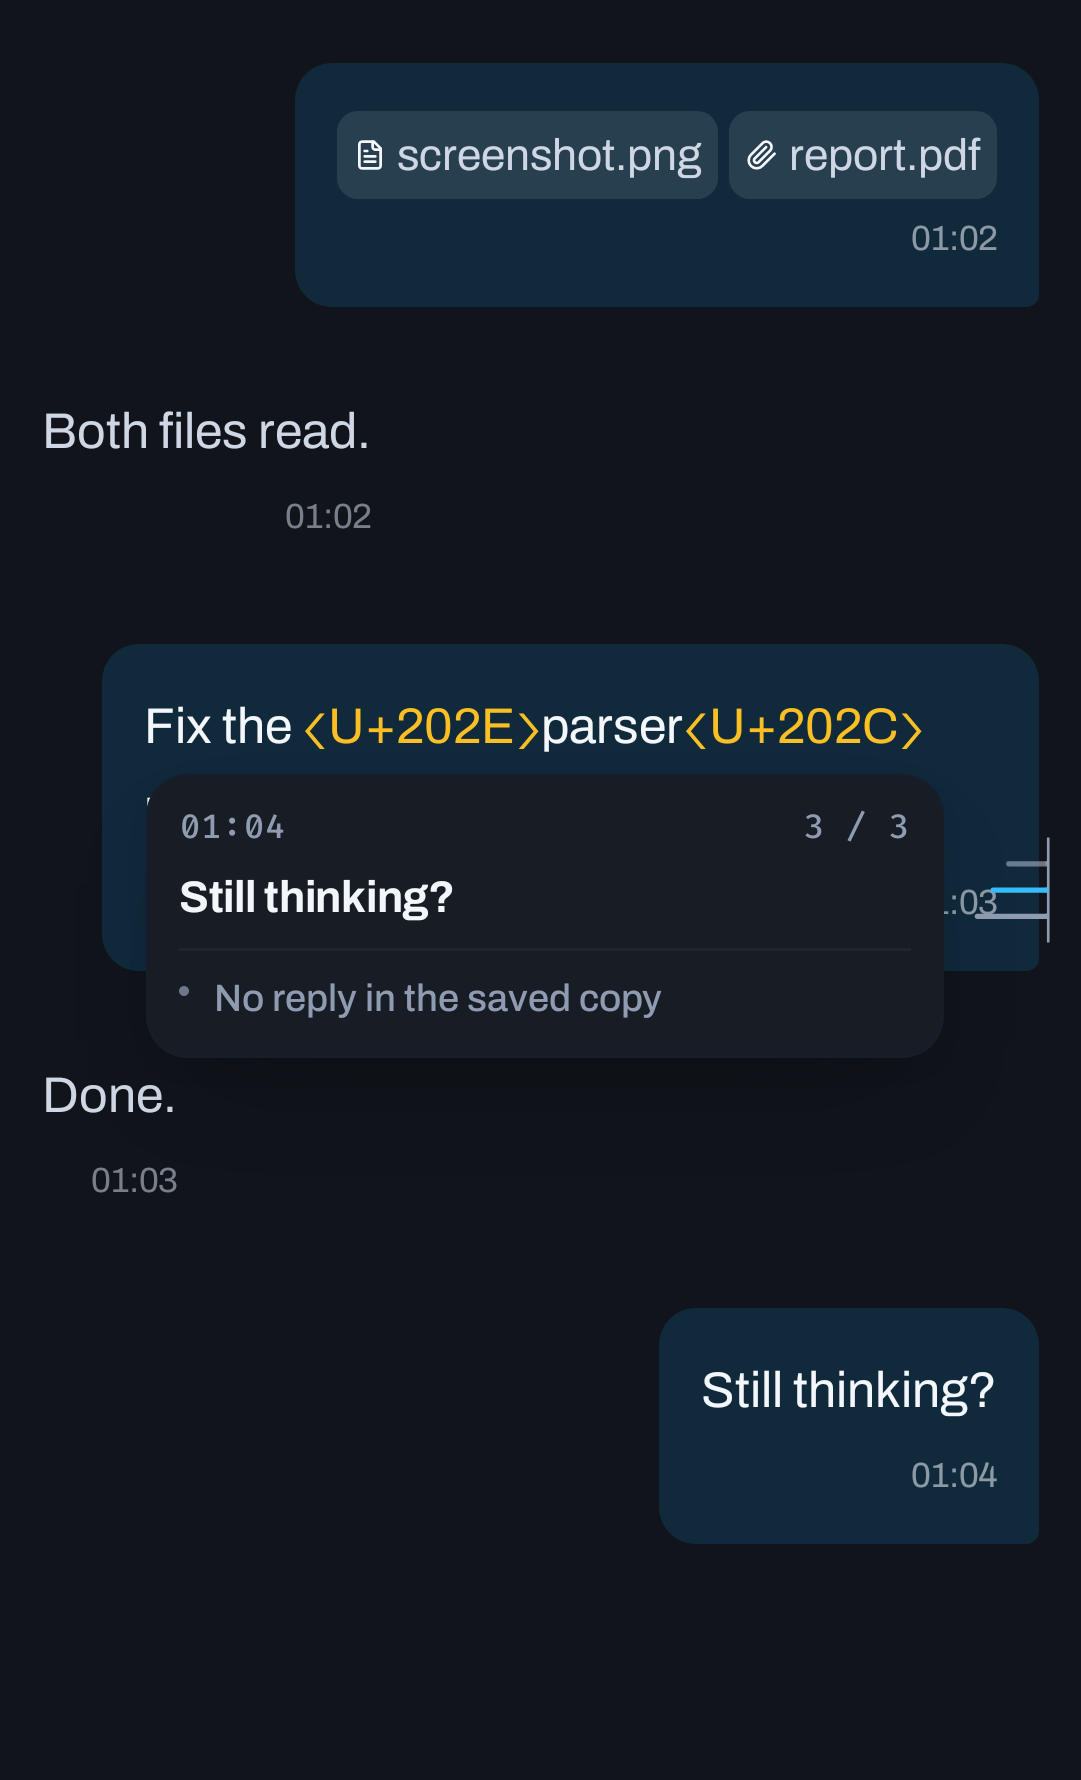 screenshot.png report.pdf
01:02
Both files read.
01:02
Fix the ⟨U+202E⟩parser⟨U+202C⟩
01:04 3 / 3
Still thinking?
No reply in the saved copy
:03
Done.
01:03
Still thinking?
01:04